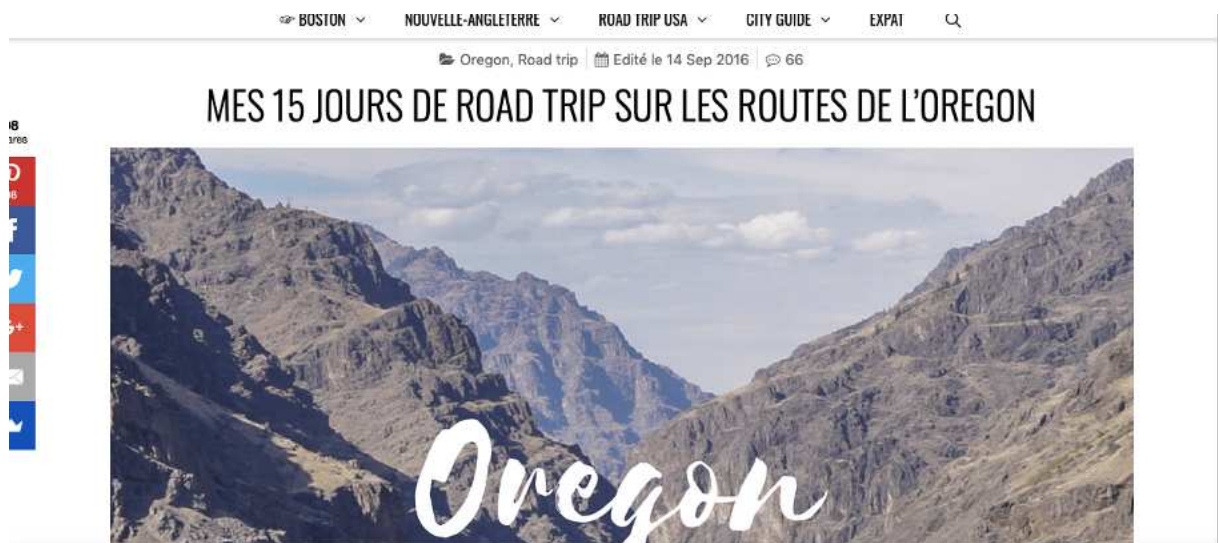 BOSTON NOUVELLE-ANGLETERRE ROAD TRIP USA CITY GUIDE EXPAT
Oregon, Road trip Edité le 14 Sep 2016 66
MES 15 JOURS DE ROAD TRIP SUR LES ROUTES DE L'OREGON
Oregon